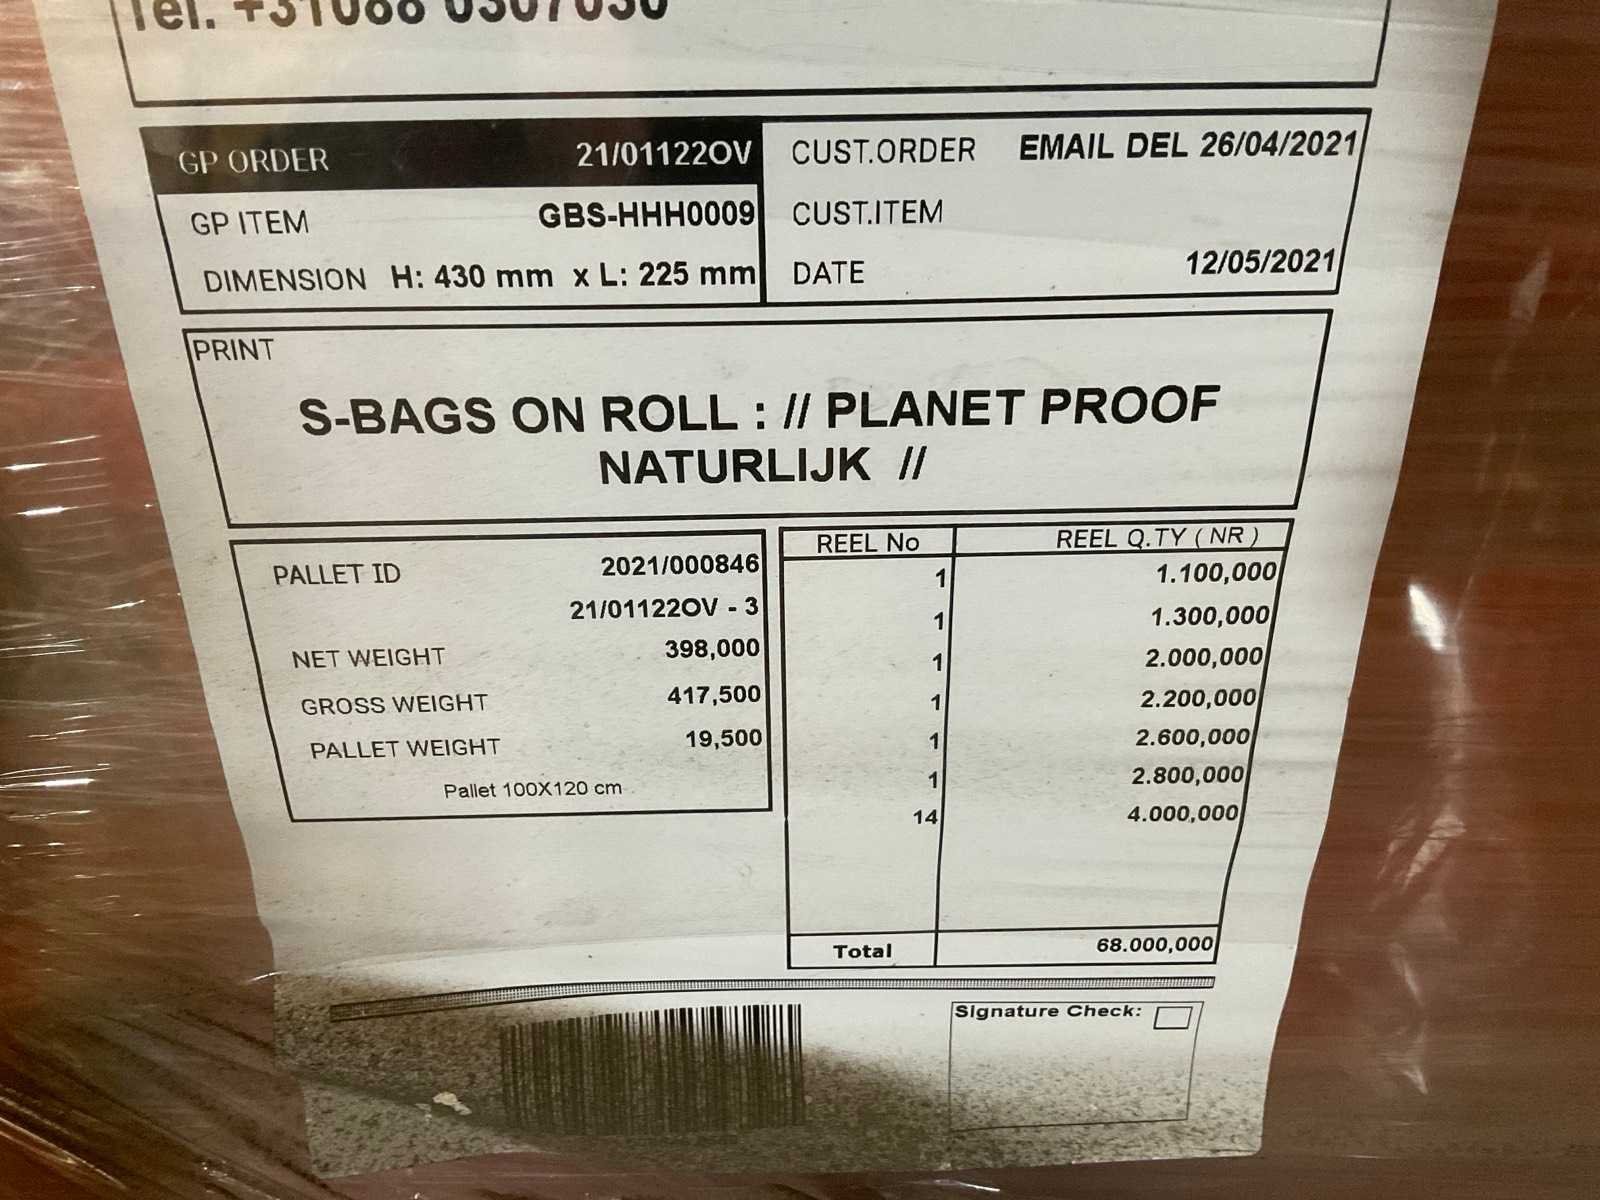 Tel. +31088 0307030
GP ORDER 21/01122OV
GP ITEM GBS-HHH0009
DIMENSION H: 430 mm x L: 225 mm
CUST.ORDER EMAIL DEL 26/04/2021
CUST.ITEM
DATE 12/05/2021
PRINT
S-BAGS ON ROLL : // PLANET PROOF
NATURLIJK //
PALLET ID 2021/000846
21/01122OV - 3
NET WEIGHT 398,000
GROSS WEIGHT 417,500
PALLET WEIGHT 19,500
Pallet 100X120 cm
REEL No REEL Q.TY ( NR )
1 1.100,000
1 1.300,000
1 2.000,000
1 2.200,000
1 2.600,000
1 2.800,000
14 4.000,000
Total 68.000,000
Signature Check: